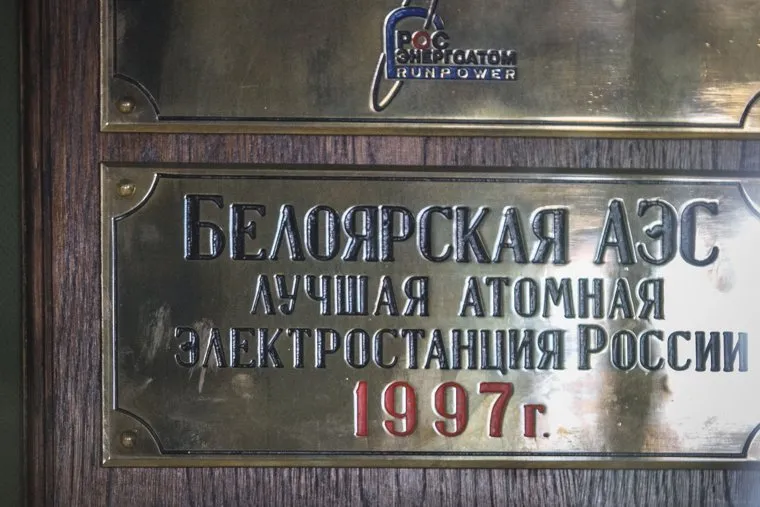 РОС
ЭНЕРГОАТОМ
RUNPOWER
БЕЛОЯРСКАЯ АЭС
ЛУЧШАЯ АТОМНАЯ
ЭЛЕКТРОСТАНЦИЯ РОССИИ
1997г.